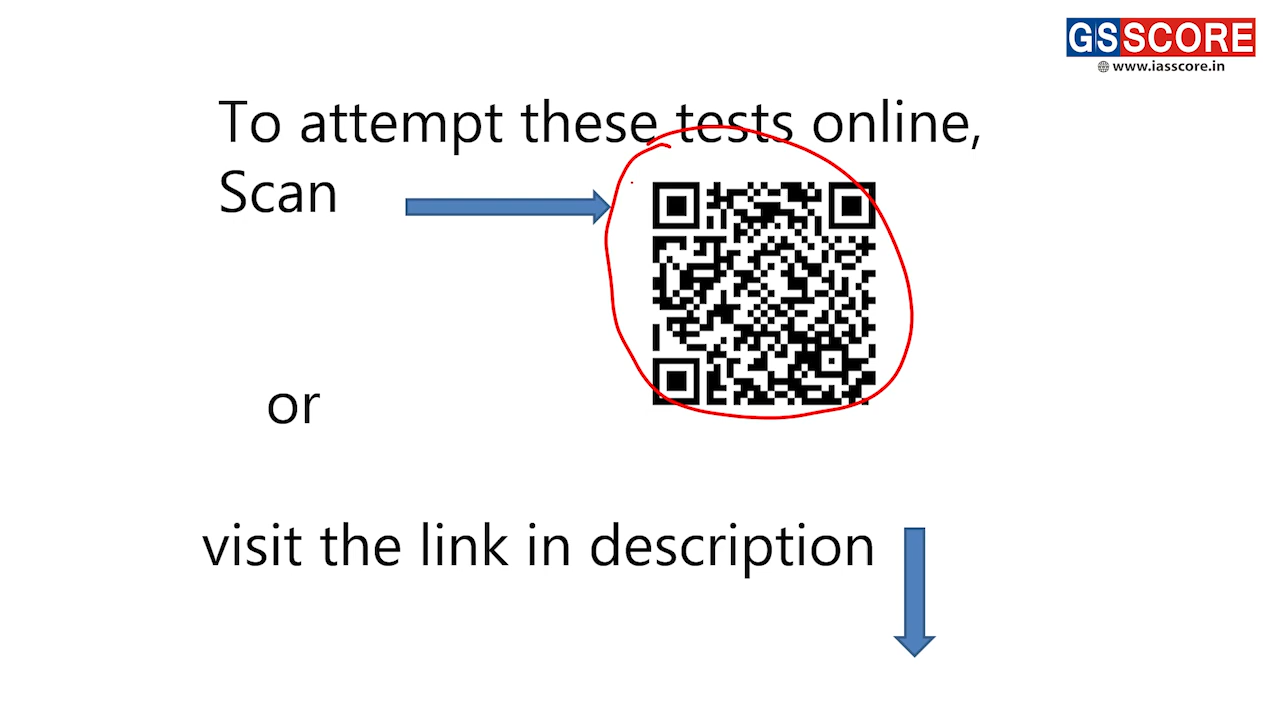 GSSCORE
www.iasscore.in
To attempt these tests online,
Scan
or
visit the link in description